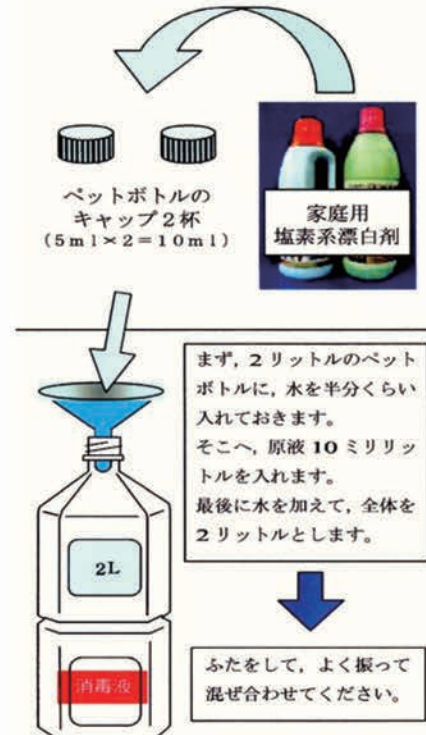 ペットボトルの
キャップ2杯
(5ml×2=10ml)
家庭用
塩素系漂白剤
まず，2リットルのペット
ボトルに，水を半分くらい
入れておきます。
そこへ，原液10ミリリッ
トルを入れます。
最後に水を加えて，全体を
2リットルとします。
2L
消毒液
ふたをして，よく振って
混ぜ合わせてください。